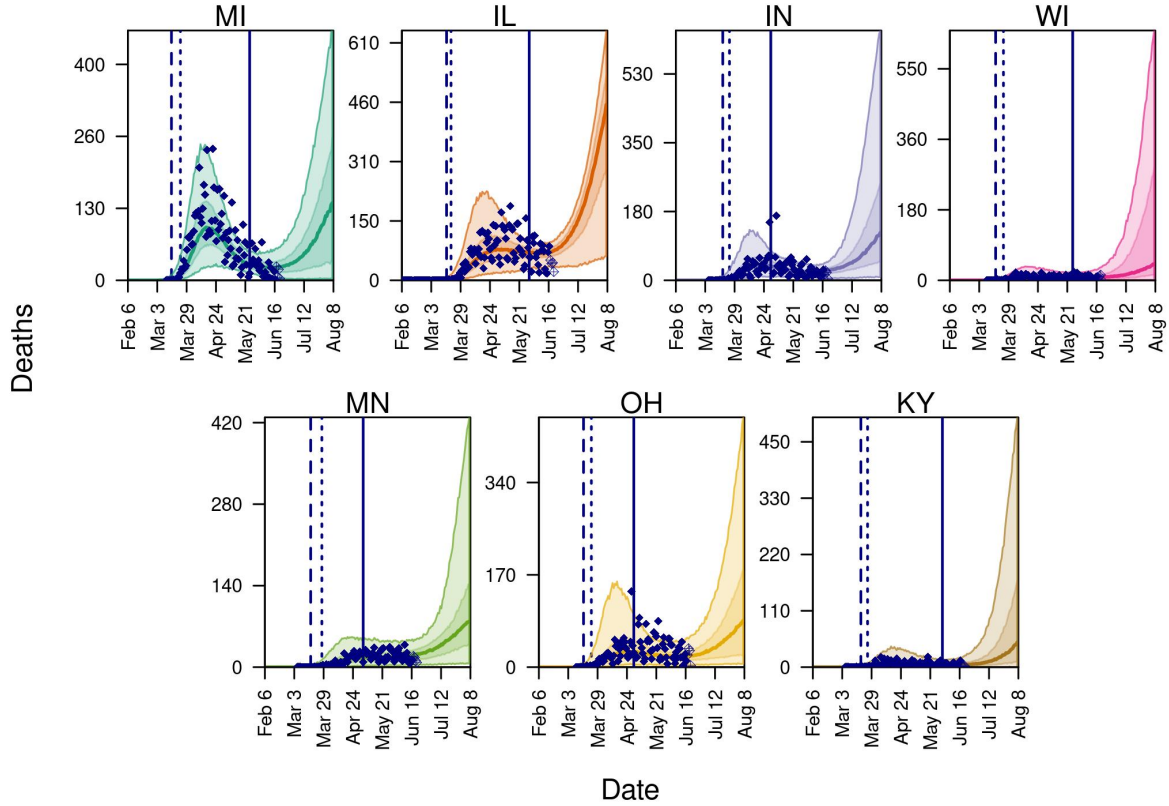 MI IL IN WI
400
260
130
0
Feb 6
Mar 3
Mar 29
Apr 24
May 21
Jun 16
Jul 12
Aug 8
610
460
310
150
0
Feb 6
Mar 3
Mar 29
Apr 24
May 21
Jun 16
Jul 12
Aug 8
530
350
180
0
Feb 6
Mar 3
Mar 29
Apr 24
May 21
Jun 16
Jul 12
Aug 8
550
360
180
0
Feb 6
Mar 3
Mar 29
Apr 24
May 21
Jun 16
Jul 12
Aug 8
Deaths
MN OH KY
420
280
140
0
Feb 6
Mar 3
Mar 29
Apr 24
May 21
Jun 16
Jul 12
Aug 8
340
170
0
Feb 6
Mar 3
Mar 29
Apr 24
May 21
Jun 16
Jul 12
Aug 8
450
330
220
110
0
Feb 6
Mar 3
Mar 29
Apr 24
May 21
Jun 16
Jul 12
Aug 8
Date